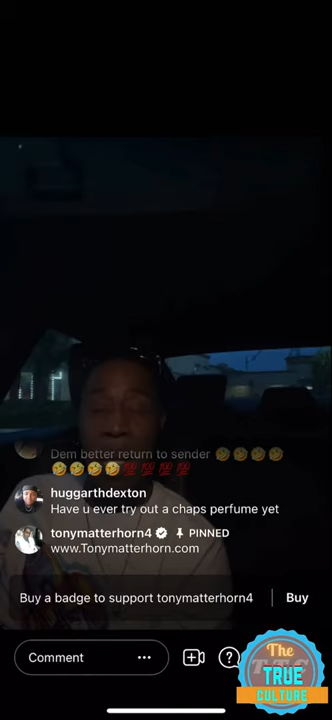 Dem better return to sender 🤣🤣🤣🤣
🤣🤣🤣🤣💯💯💯💯
huggarthdexton
Have u ever try out a chaps perfume yet
tonymatterhorn4 PINNED
www.Tonymatterhorn.com
Buy a badge to support tonymatterhorn4 Buy
Comment
The
TRUE
CULTURE